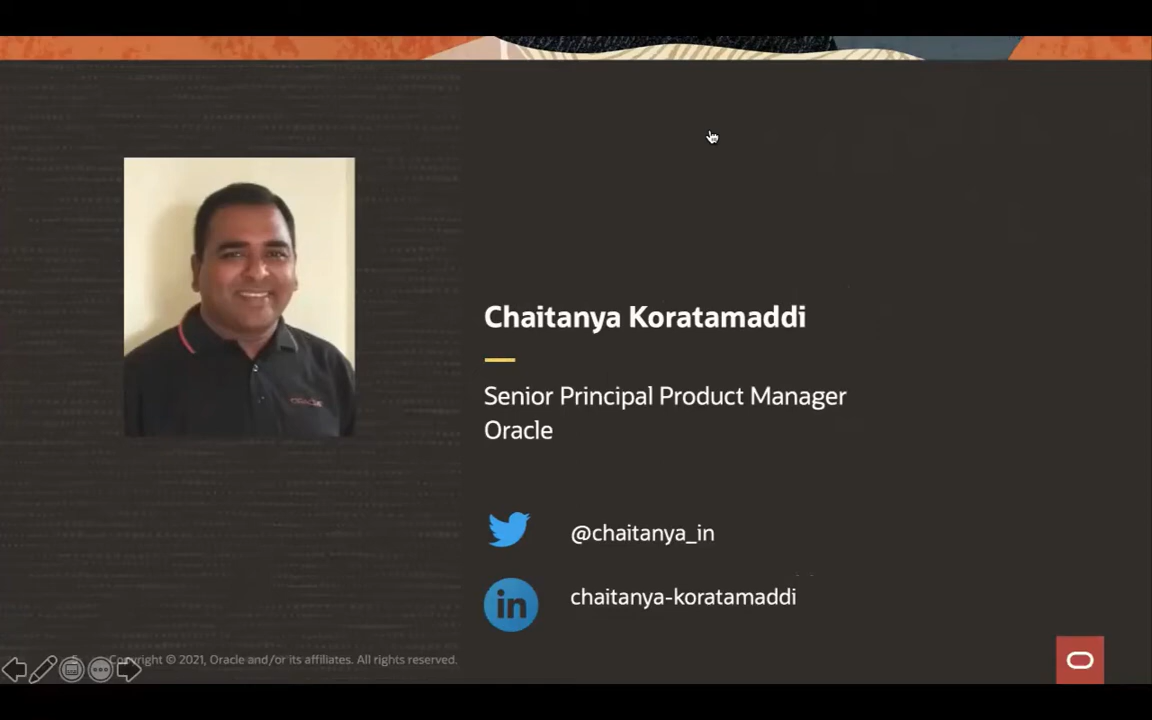 Chaitanya Koratamaddi
Senior Principal Product Manager
Oracle
@chaitanya_in
in
chaitanya-koratamaddi
Copyright © 2021, Oracle and/or its affiliates. All rights reserved.